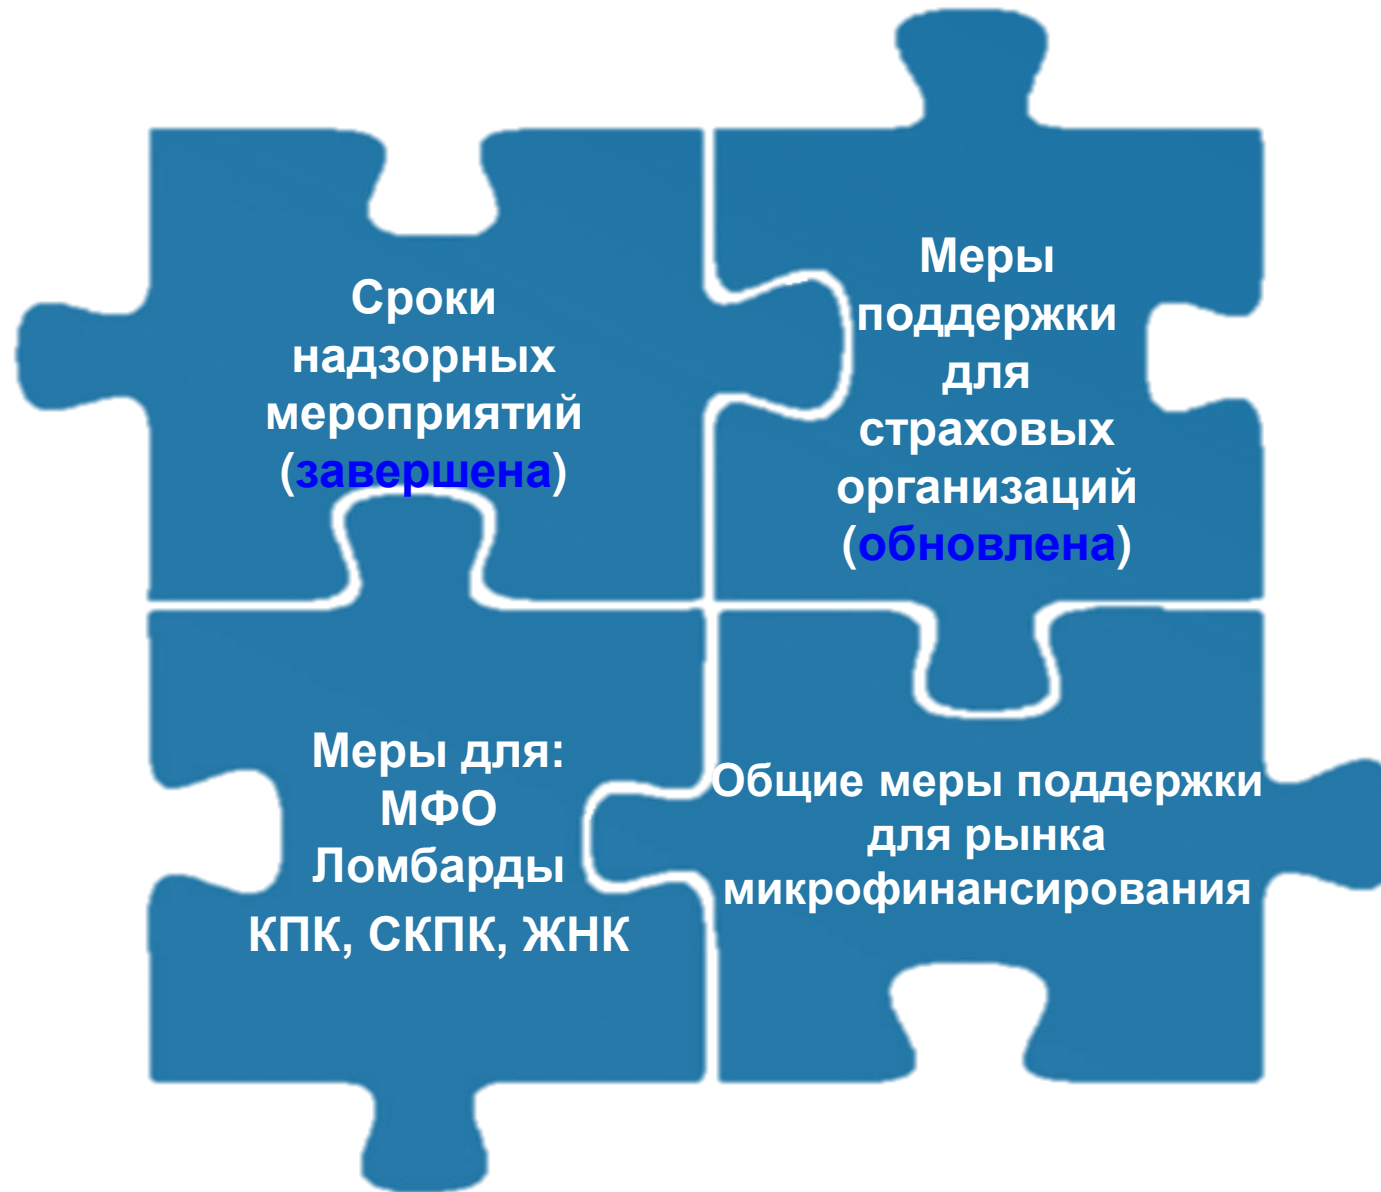 Сроки
надзорных
мероприятий
(завершена)
Меры
поддержки
для
страховых
организаций
(обновлена)
Меры для:
МФО
Ломбарды
КПК, СКПК, ЖНК
Общие меры поддержки
для рынка
микрофинансирования